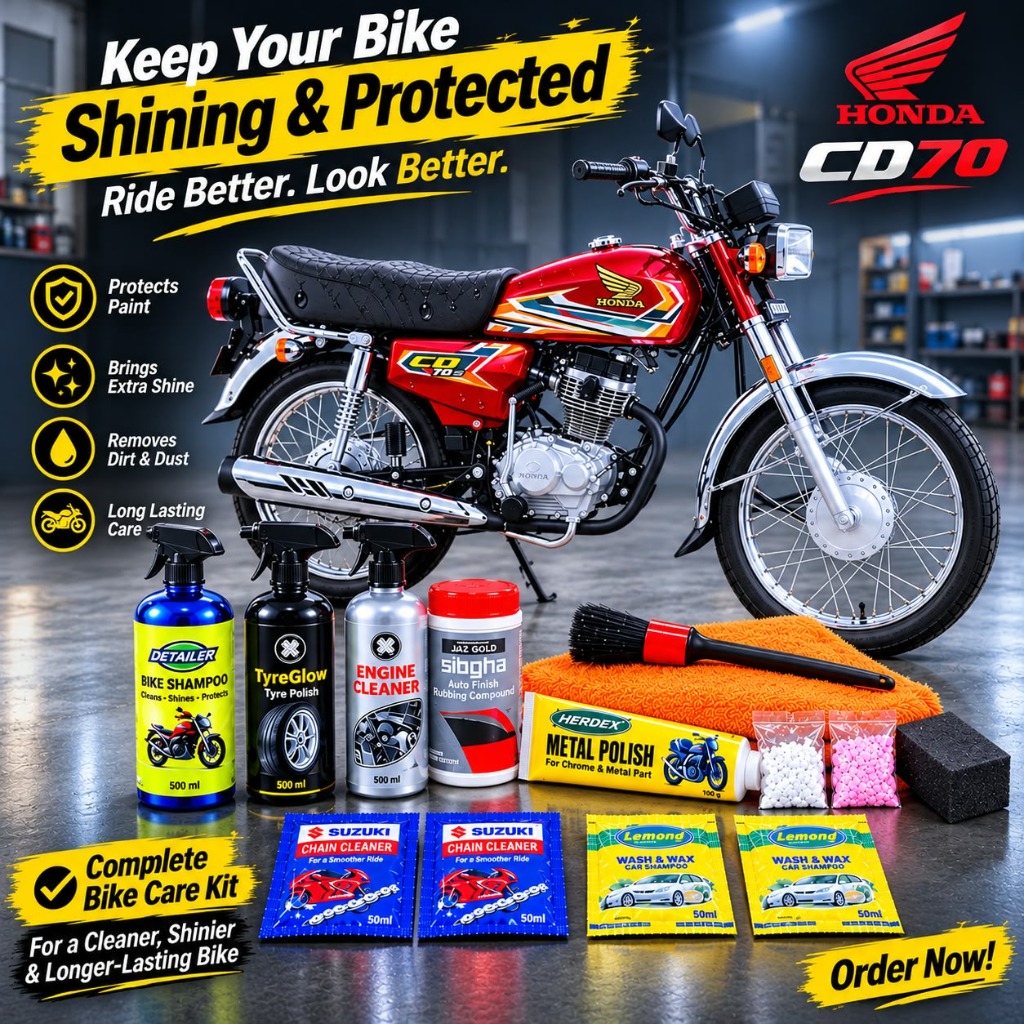 Keep Your Bike
Shining & Protected
Ride Better. Look Better.
HONDA
CD70
Protects
Paint
Brings
Extra Shine
Removes
Dirt & Dust
Long Lasting
Care
HONDA
CD
70s
HONDA
DETAILER
BIKE SHAMPOO
Cleans - Shines - Protects
500 ml
TyreGlow
Tyre Polish
500 ml
ENGINE
CLEANER
500 ml
JAZ GOLD
sibgha
Auto Finish
Rubbing Compound
HERDEX
METAL POLISH
For Chrome & Metal Part
100 g
SUZUKI
CHAIN CLEANER
For a Smoother Ride
50ml
SUZUKI
CHAIN CLEANER
For a Smoother Ride
50ml
Lemond
WASH & WAX
CAR SHAMPOO
50ml
Lemond
WASH & WAX
CAR SHAMPOO
50ml
Complete
Bike Care Kit
For a Cleaner, Shinier
& Longer-Lasting Bike
Order Now!